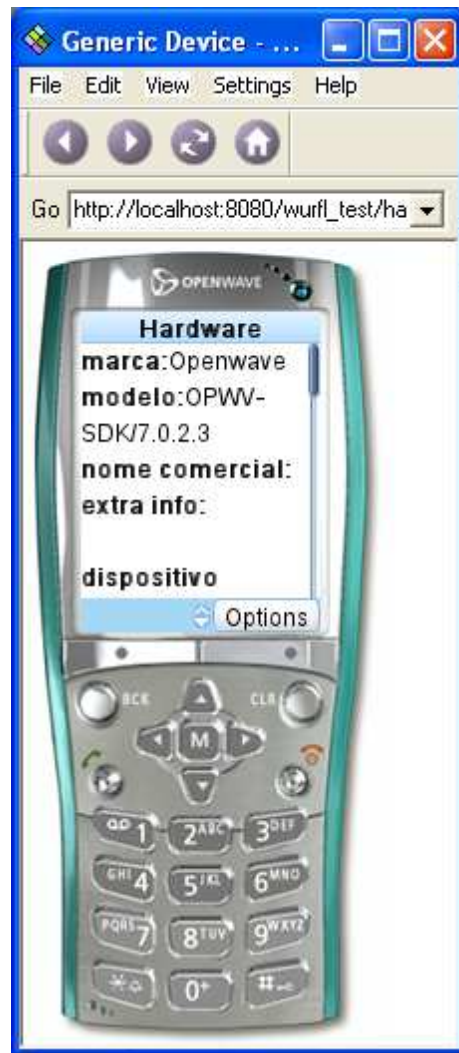 Generic Device - ...
File Edit View Settings Help
Go http://localhost:8080/wurfl_test/ha
OPENWAVE
Hardware
marca:Openwave
modelo:OPWV-
SDK/7.0.2.3
nome comercial:
extra info:
dispositivo
Options
BCK CLR
M
1 2ABC 3DEF
GHI4 5JKL 6MNO
PQRS7 8TUV 9WXYZ
* 0+ #